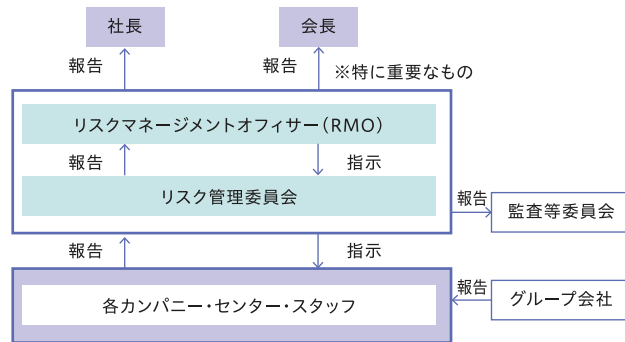 社長
会長
報告
報告
※特に重要なもの
リスクマネージメントオフィサー（RMO）
報告
指示
リスク管理委員会
報告
監査等委員会
報告
指示
各カンパニー・センター・スタッフ
報告
グループ会社